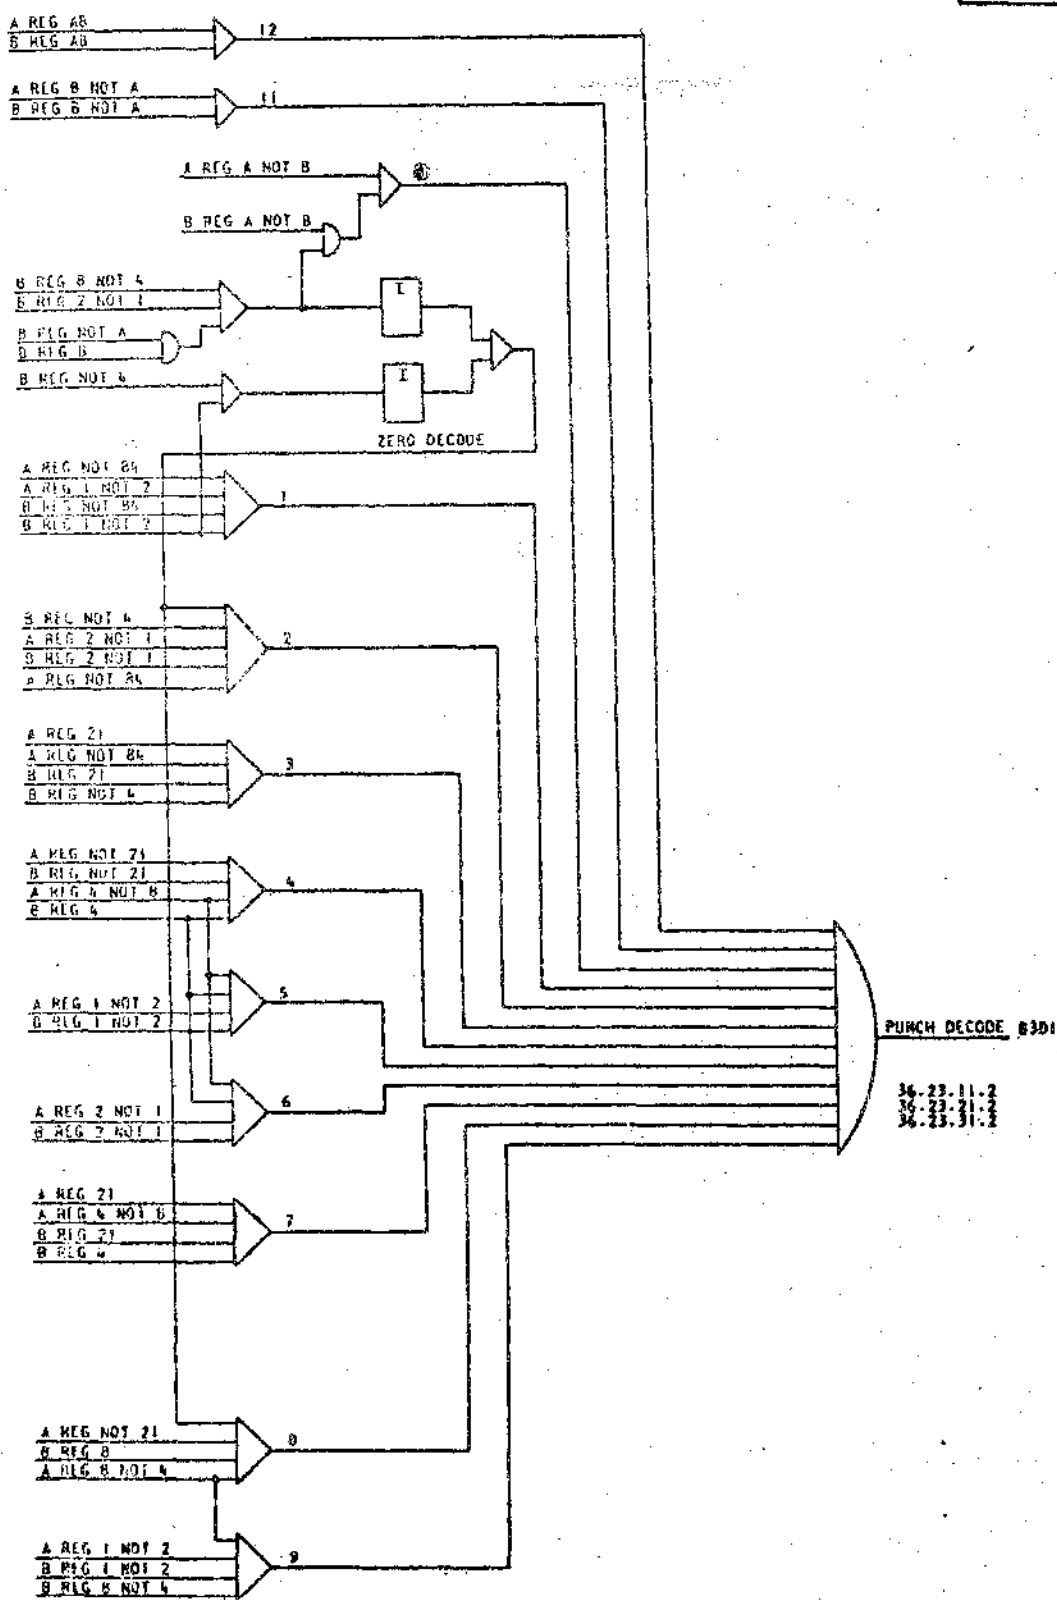 A REG AB
B REG AB
12
A REG B NOT A
B REG B NOT A
11
A REG A NOT B
B REG A NOT B
B REG 8 NOT 4
B REG 2 NOT 1
I
B REG NOT A
B REG B
B REG NOT 4
I
ZERO DECODE
A REG NOT 84
A REG 1 NOT 2
B REG NOT 84
B REG 1 NOT 2
1
B REG NOT 4
A REG 2 NOT 1
B REG 2 NOT 1
A REG NOT 84
2
A REG 21
A REG NOT 84
B REG 21
B REG NOT 4
3
A REG NOT 21
B REG NOT 21
A REG 4 NOT 8
B REG 4
4
A REG 1 NOT 2
B REG 1 NOT 2
5
PUNCH DECODE B3D1
36.23.11.2
36.23.21.2
36.23.31.2
A REG 2 NOT 1
B REG 2 NOT 1
6
A REG 21
A REG 4 NOT 8
B REG 21
B REG 4
7
A REG NOT 21
B REG 8
A REG 8 NOT 4
8
A REG 1 NOT 2
B REG 1 NOT 2
B REG 8 NOT 4
9